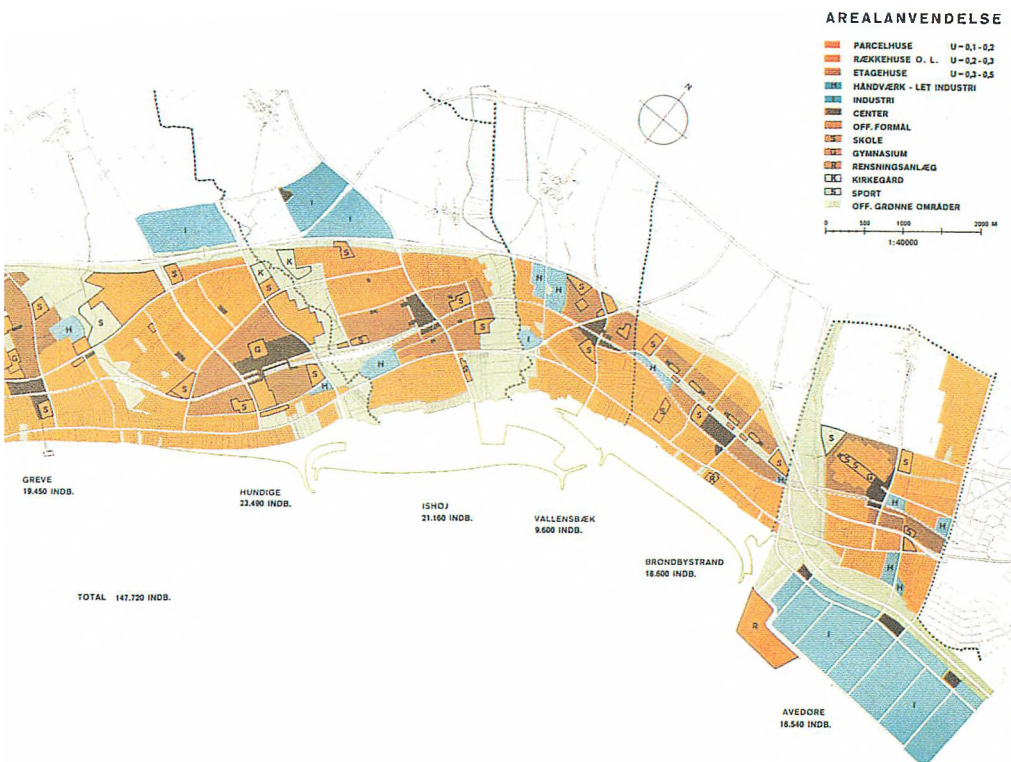 AREALANVENDELSE
PARCELHUSE U=0,1-0,2
RÆKKEHUSE O. L. U=0,2-0,3
ETAGEHUSE U=0,3-0,5
H HÅNDVÆRK - LET INDUSTRI
I INDUSTRI
CENTER
OFF. FORMÅL
S SKOLE
G GYMNASIUM
R RENSNINGSANLÆG
K KIRKEGÅRD
S SPORT
OFF. GRØNNE OMRÅDER
0 500 1000 2000 M
1:40000
N
I
I
I
K
K
S
S
S
S
S
H
S
G
S
G
S
S
S
H
H
S
S
S
I
H
H
S
S
S
H
S
S
S
H
R
S
S
S
G
S
H
H
S
H
H
R
I
I
GREVE
19.450 INDB.
HUNDIGE
23.490 INDB.
ISHØJ
21.160 INDB.
VALLENSBÆK
9.600 INDB.
BRØNDBYSTRAND
18.600 INDB.
TOTAL 147.720 INDB.
AVEDØRE
18.540 INDB.